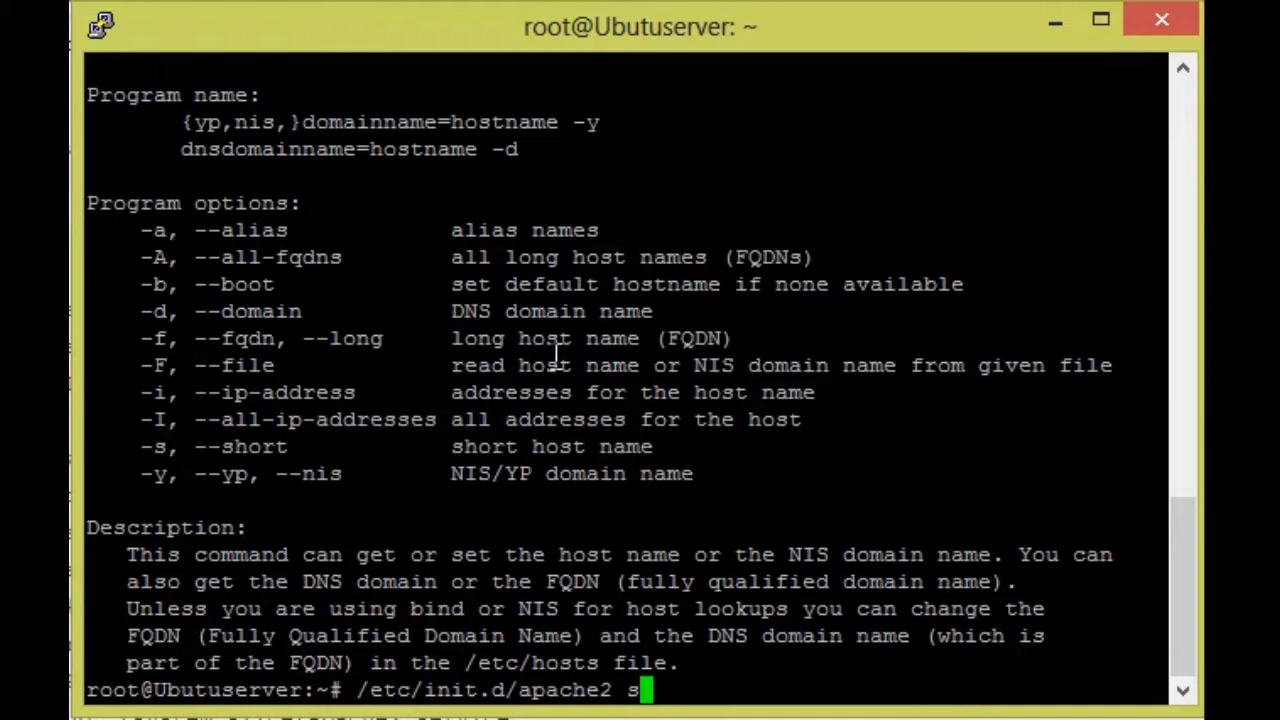 root@Ubutuserver: ~
Program name:
{yp,nis,}domainname=hostname -y
dnsdomainname=hostname -d
Program options:
-a, --alias alias names
-A, --all-fqdns all long host names (FQDNs)
-b, --boot set default hostname if none available
-d, --domain DNS domain name
-f, --fqdn, --long long host name (FQDN)
-F, --file read host name or NIS domain name from given file
-i, --ip-address addresses for the host name
-I, --all-ip-addresses all addresses for the host
-s, --short short host name
-y, --yp, --nis NIS/YP domain name
Description:
This command can get or set the host name or the NIS domain name. You can
also get the DNS domain or the FQDN (fully qualified domain name).
Unless you are using bind or NIS for host lookups you can change the
FQDN (Fully Qualified Domain Name) and the DNS domain name (which is
part of the FQDN) in the /etc/hosts file.
root@Ubutuserver:~# /etc/init.d/apache2 s